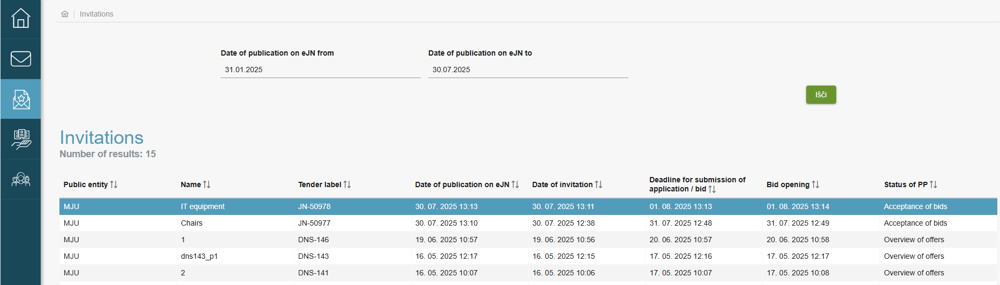 Invitations
Date of publication on eJN from Date of publication on eJN to
31.01.2025 30.07.2025
Išči
Invitations
Number of results: 15
Public entity Name Tender label Date of publication on eJN Date of invitation Deadline for submission of application / bid Bid opening Status of PP
MJU IT equipment JN-50978 30. 07. 2025 13:13 30. 07. 2025 13:11 01. 08. 2025 13:13 01. 08. 2025 13:14 Acceptance of bids
MJU Chairs JN-50977 30. 07. 2025 13:10 30. 07. 2025 12:38 31. 07. 2025 12:48 31. 07. 2025 12:49 Acceptance of bids
MJU 1 DNS-146 19. 06. 2025 10:57 19. 06. 2025 10:56 20. 06. 2025 10:57 20. 06. 2025 10:58 Overview of offers
MJU dns143_p1 DNS-143 16. 05. 2025 12:17 16. 05. 2025 12:15 17. 05. 2025 12:16 17. 05. 2025 12:17 Overview of offers
MJU 2 DNS-141 16. 05. 2025 10:07 16. 05. 2025 10:06 17. 05. 2025 10:07 17. 05. 2025 10:08 Overview of offers